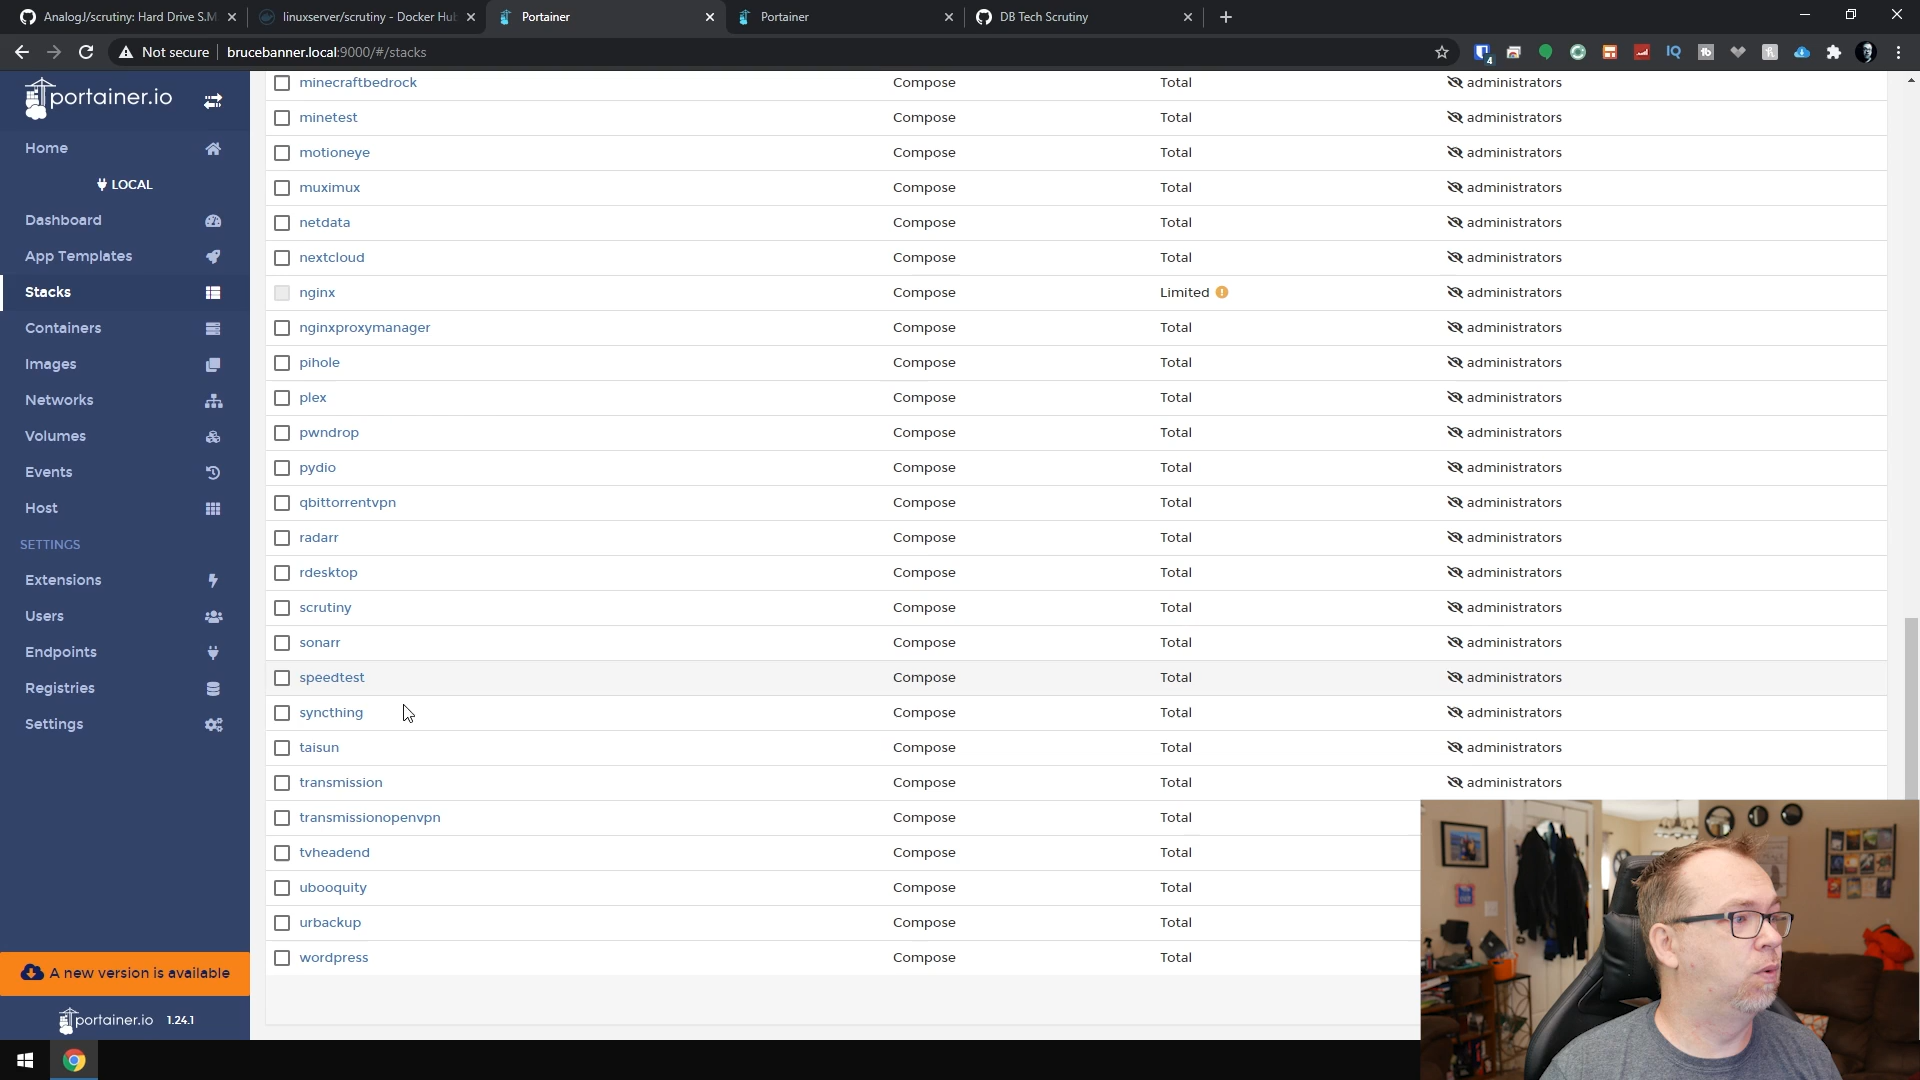 AnalogJ/scrutiny: Hard Drive S.M
linuxserver/scrutiny - Docker Hub
Portainer
Portainer
DB Tech Scrutiny
Not secure
brucebanner.local:9000/#/stacks
portainer.io
Home
LOCAL
Dashboard
App Templates
Stacks
Containers
Images
Networks
Volumes
Events
Host
SETTINGS
Extensions
Users
Endpoints
Registries
Settings
A new version is available
portainer.io 1.24.1
minecraftbedrock Compose Total administrators
minetest Compose Total administrators
motioneye Compose Total administrators
muximux Compose Total administrators
netdata Compose Total administrators
nextcloud Compose Total administrators
nginx Compose Limited administrators
nginxproxymanager Compose Total administrators
pihole Compose Total administrators
plex Compose Total administrators
pwndrop Compose Total administrators
pydio Compose Total administrators
qbittorrentvpn Compose Total administrators
radarr Compose Total administrators
rdesktop Compose Total administrators
scrutiny Compose Total administrators
sonarr Compose Total administrators
speedtest Compose Total administrators
syncthing Compose Total administrators
taisun Compose Total administrators
transmission Compose Total administrators
transmissionopenvpn Compose Total
tvheadend Compose Total
ubooquity Compose Total
urbackup Compose Total
wordpress Compose Total